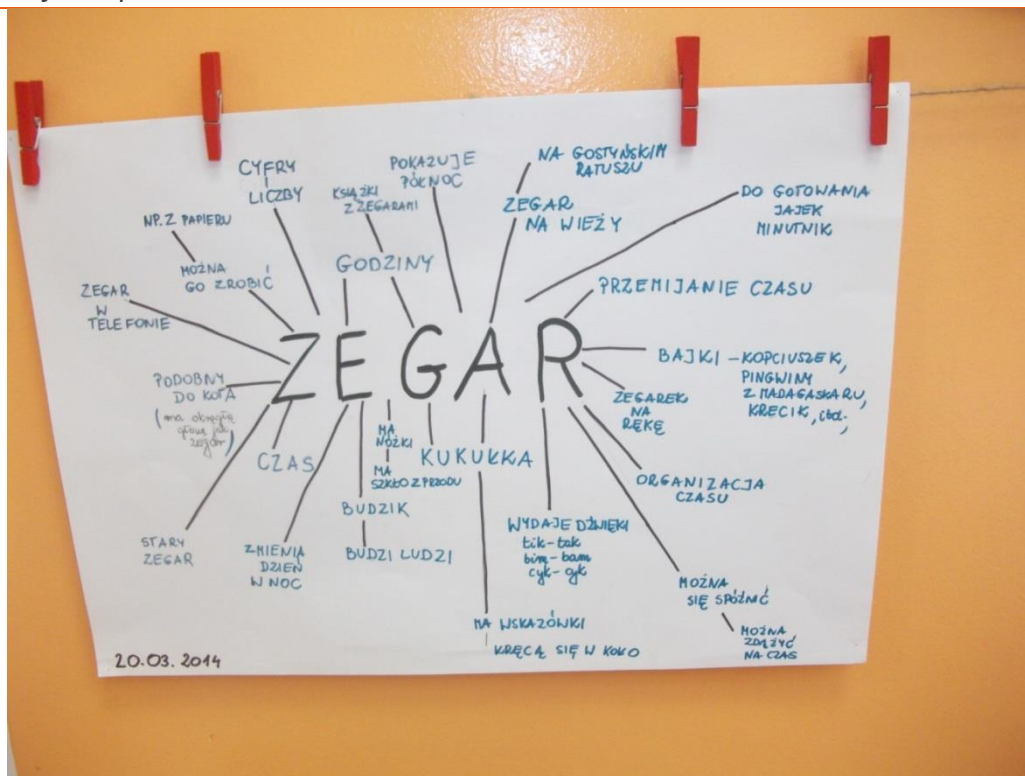 CYFRY
I
LICZBY
KSIĄŻKI
Z ZEGARAMI
POKAZUJE
PÓŁNOC
NA GOSTYŃSKIM
RATUSZU
ZEGAR
NA WIEŻY
DO GOTOWANIA
JAJEK
MINUTNIK
NP. Z PAPIERU
MOŻNA
GO ZROBIĆ
GODZINY
PRZEMIJANIE CZASU
ZEGAR
W
TELEFONIE
ZEGAR
BAJKI – KOPCIUSZEK,
PINGWINY
Z MADAGASKARU,
KRECIK, itd.,
PODOBNY
DO KOTA
(ma okrągłą
głowę jak
zegar)
ZEGAREK
NA
RĘKĘ
CZAS
MA
NÓŻKI
MA
SZKŁO Z PRZODU
KUKUŁKA
ORGANIZACJA
CZASU
BUDZIK
BUDZI LUDZI
STARY
ZEGAR
ZMIENIA
DZIEŃ
W NOC
WYDAJE DŹWIĘKI
tik-tak
bim-bam
cyk-cyk
MOŻNA
SIĘ SPÓŹNIĆ
MOŻNA
ZDĄŻYĆ
NA CZAS
MA WSKAZÓWKI
KRĘCĄ SIĘ W KOŁO
20.03.2014